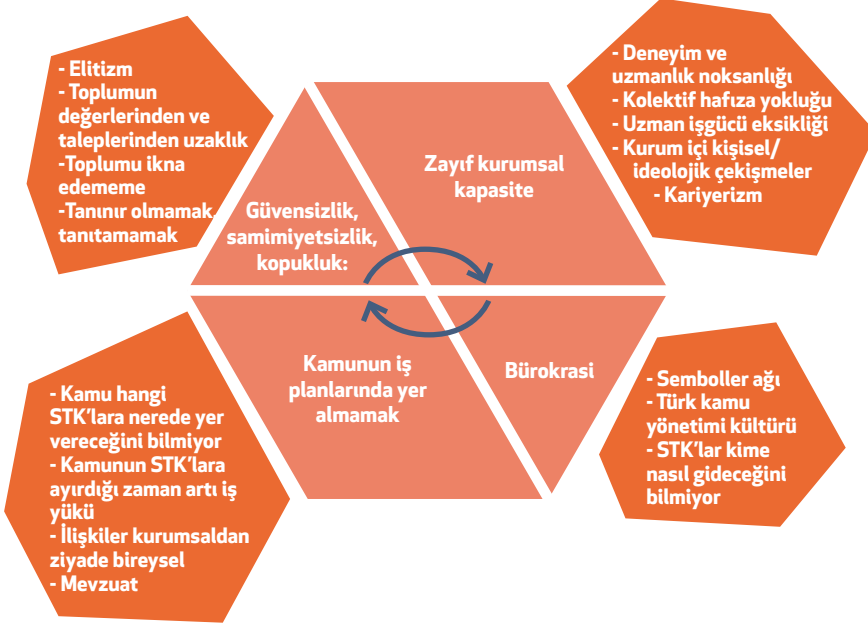 - Elitizm
- Toplumun
değerlerinden ve
taleplerinden uzaklık
-Toplumu ikna
edememe
-Tanınır olmamak,
tanıtamamak
Güvensizlik,
samimiyetsizlik,
kopukluk:
Zayıf kurumsal
kapasite
- Deneyim ve
uzmanlık noksanlığı
- Kolektif hafıza yokluğu
- Uzman işgücü eksikliği
- Kurum içi kişisel/
ideolojik çekişmeler
- Kariyerizm
- Kamu hangi
STK'lara nerede yer
vereceğini bilmiyor
- Kamunun STK'lara
ayırdığı zaman artı iş
yükü
- İlişkiler kurumsaldan
ziyade bireysel
- Mevzuat
Kamunun iş
planlarında yer
almamak
Bürokrasi
- Semboller ağı
- Türk kamu
yönetimi kültürü
- STK'lar kime
nasıl gideceğini
bilmiyor